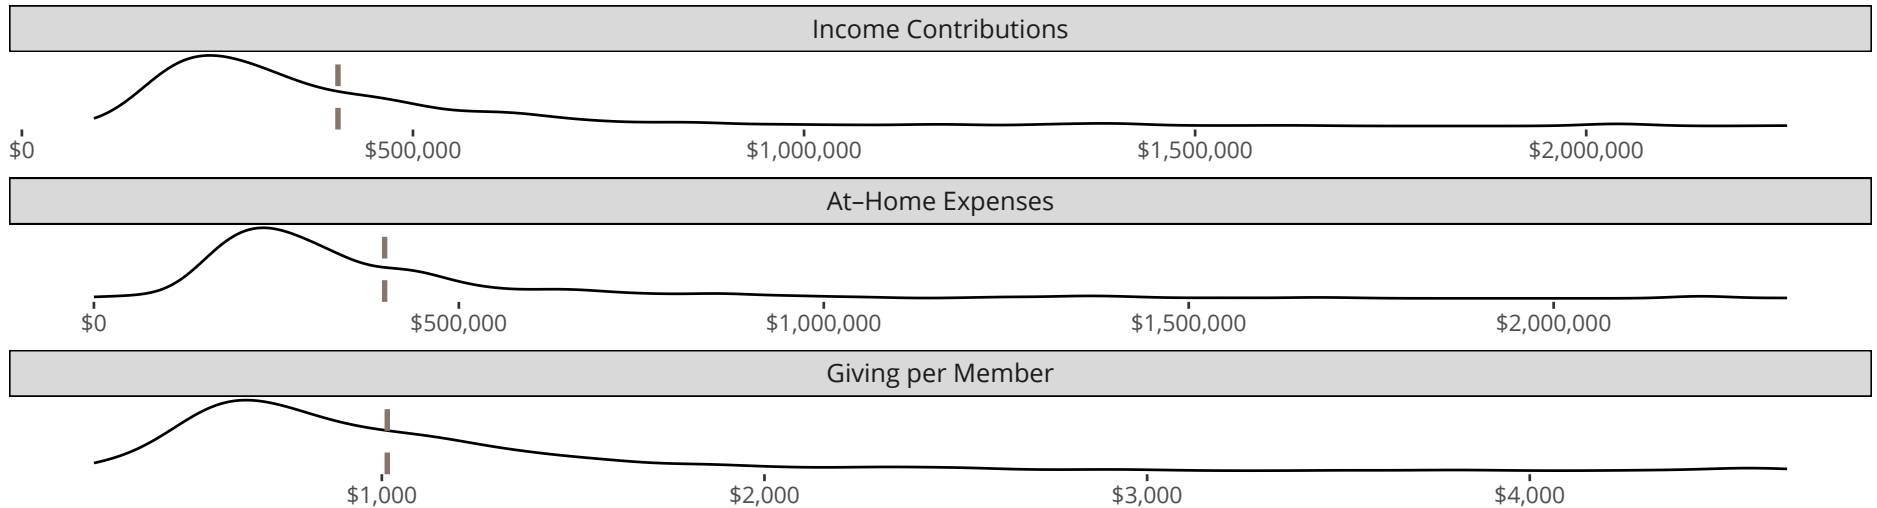 Income Contributions
$0 $500,000 $1,000,000 $1,500,000 $2,000,000
At–Home Expenses
$0 $500,000 $1,000,000 $1,500,000 $2,000,000
Giving per Member
$1,000 $2,000 $3,000 $4,000